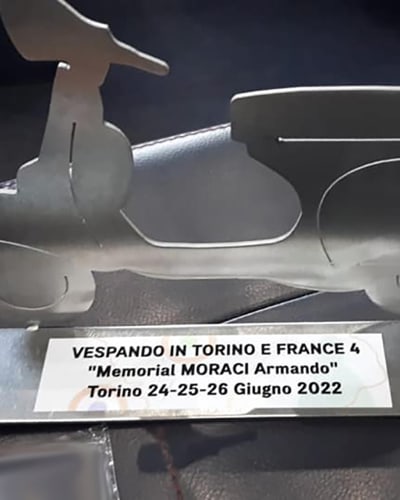 VESPANDO IN TORINO E FRANCE 4
"Memorial MORACI Armando"
Torino 24-25-26 Giugno 2022